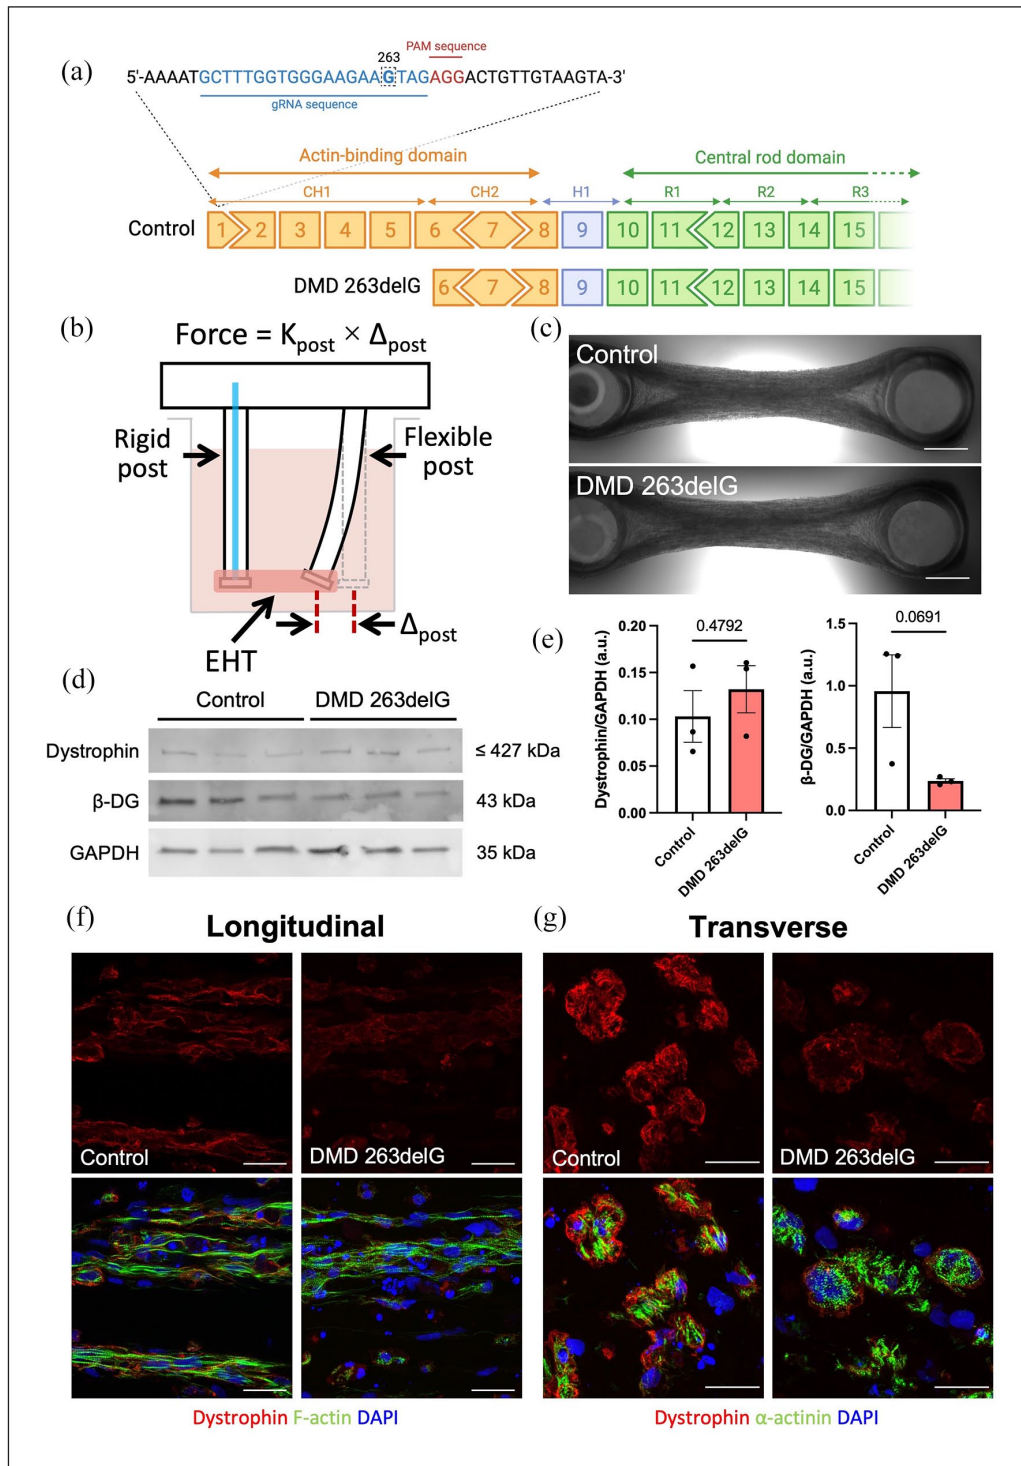 (a)
263
PAM sequence
5'-AAAATGCTTTGGTGGGAAGAAGTAGAGGACTGTTGTAAGTA-3'
gRNA sequence
Actin-binding domain
Central rod domain
CH1 CH2 H1 R1 R2 R3
Control 1 2 3 4 5 6 7 8 9 10 11 12 13 14 15
DMD 263delG 6 7 8 9 10 11 12 13 14 15
(b)
Force = Kpost × Δpost
Rigid post
Flexible post
EHT
Δpost
(c)
Control
DMD 263delG
(d)
Control DMD 263delG
Dystrophin ≤ 427 kDa
β-DG 43 kDa
GAPDH 35 kDa
(e)
Dystrophin/GAPDH (a.u.)
0.20
0.15
0.10
0.05
0.00
0.4792
Control
DMD 263delG
β-DG/GAPDH (a.u.)
1.5
1.0
0.5
0.0
0.0691
Control
DMD 263delG
(f)
Longitudinal
Control
DMD 263delG
Dystrophin F-actin DAPI
(g)
Transverse
Control
DMD 263delG
Dystrophin α-actinin DAPI